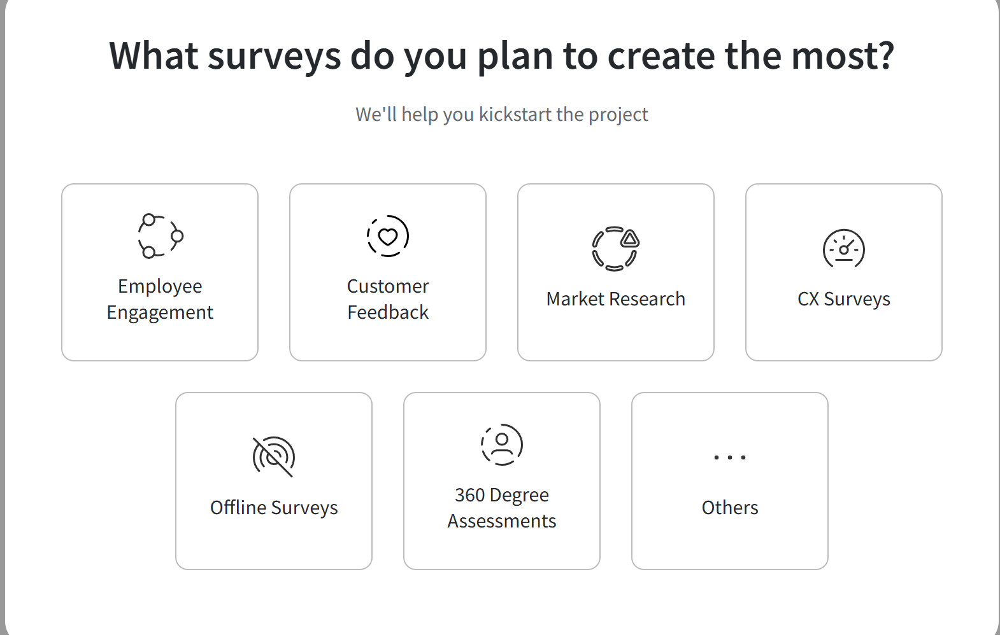 What surveys do you plan to create the most?
We'll help you kickstart the project
Employee
Engagement
Customer
Feedback
Market Research
CX Surveys
Offline Surveys
360 Degree
Assessments
Others